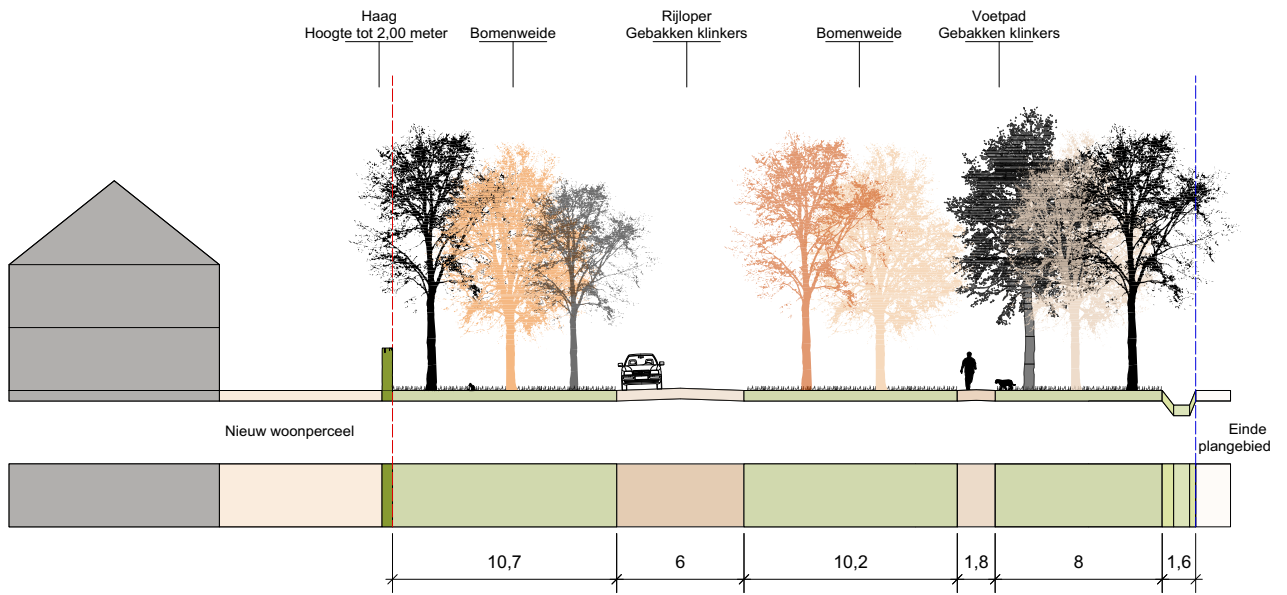 Haag
Hoogte tot 2,00 meter
Bomenweide
Rijloper
Gebakken klinkers
Bomenweide
Voetpad
Gebakken klinkers
Nieuw woonperceel
Einde
plangebied
10,7
6
10,2
1,8
8
1,6